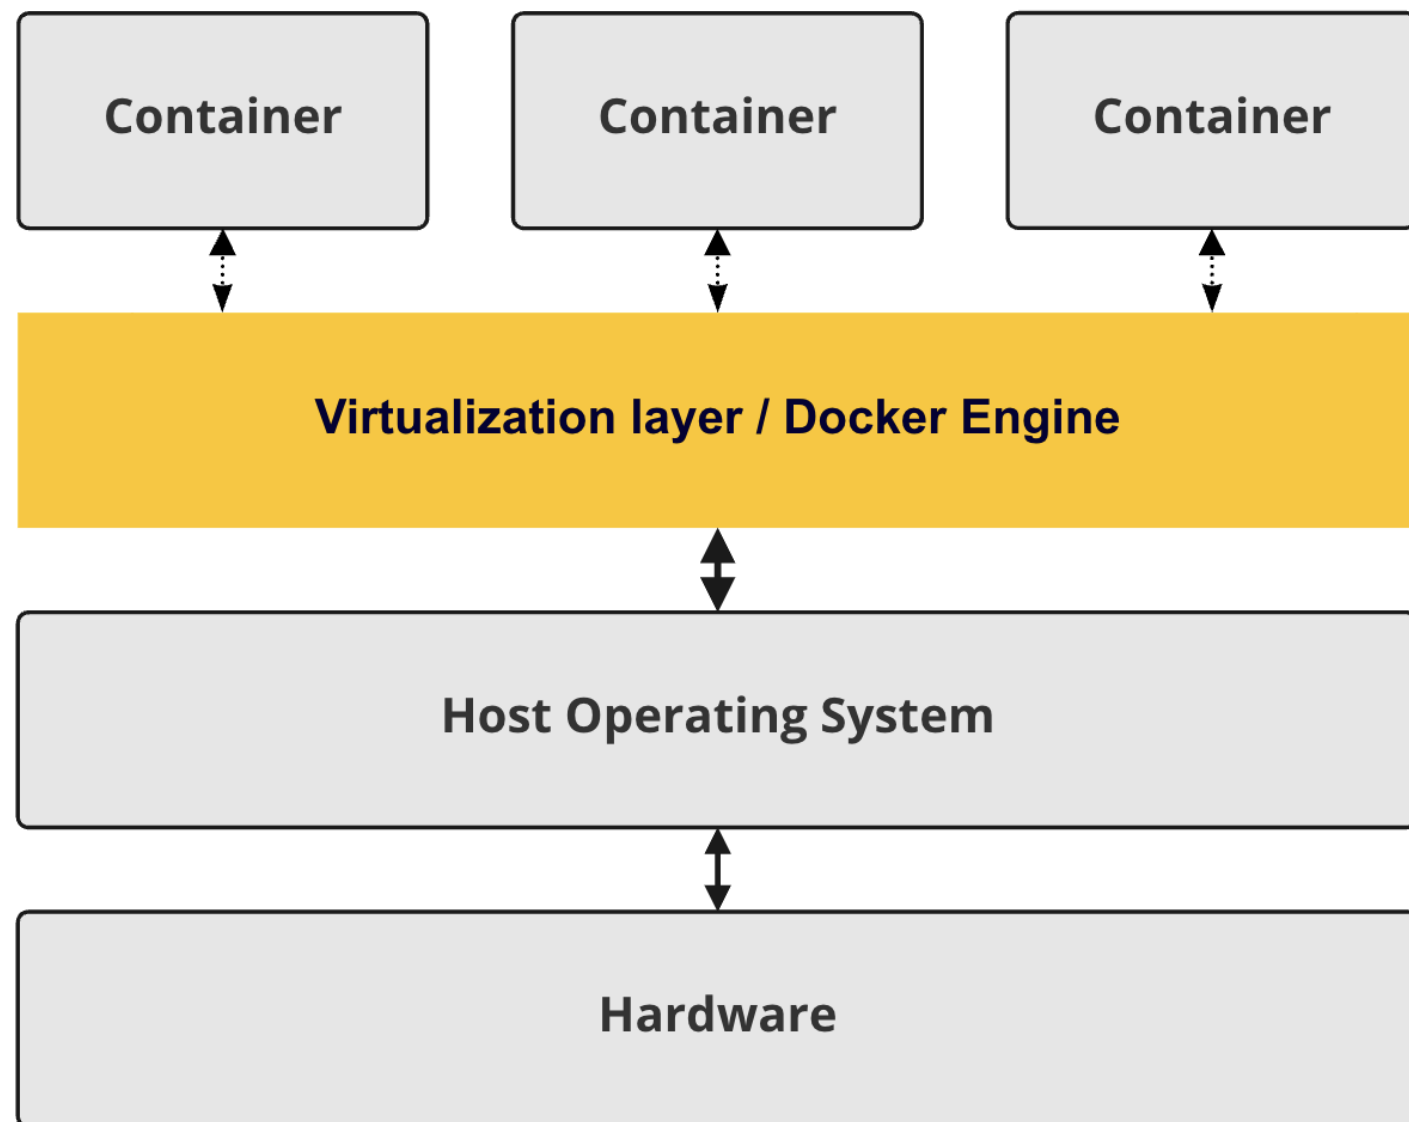 Container
Container
Container
Virtualization layer / Docker Engine
Host Operating System
Hardware